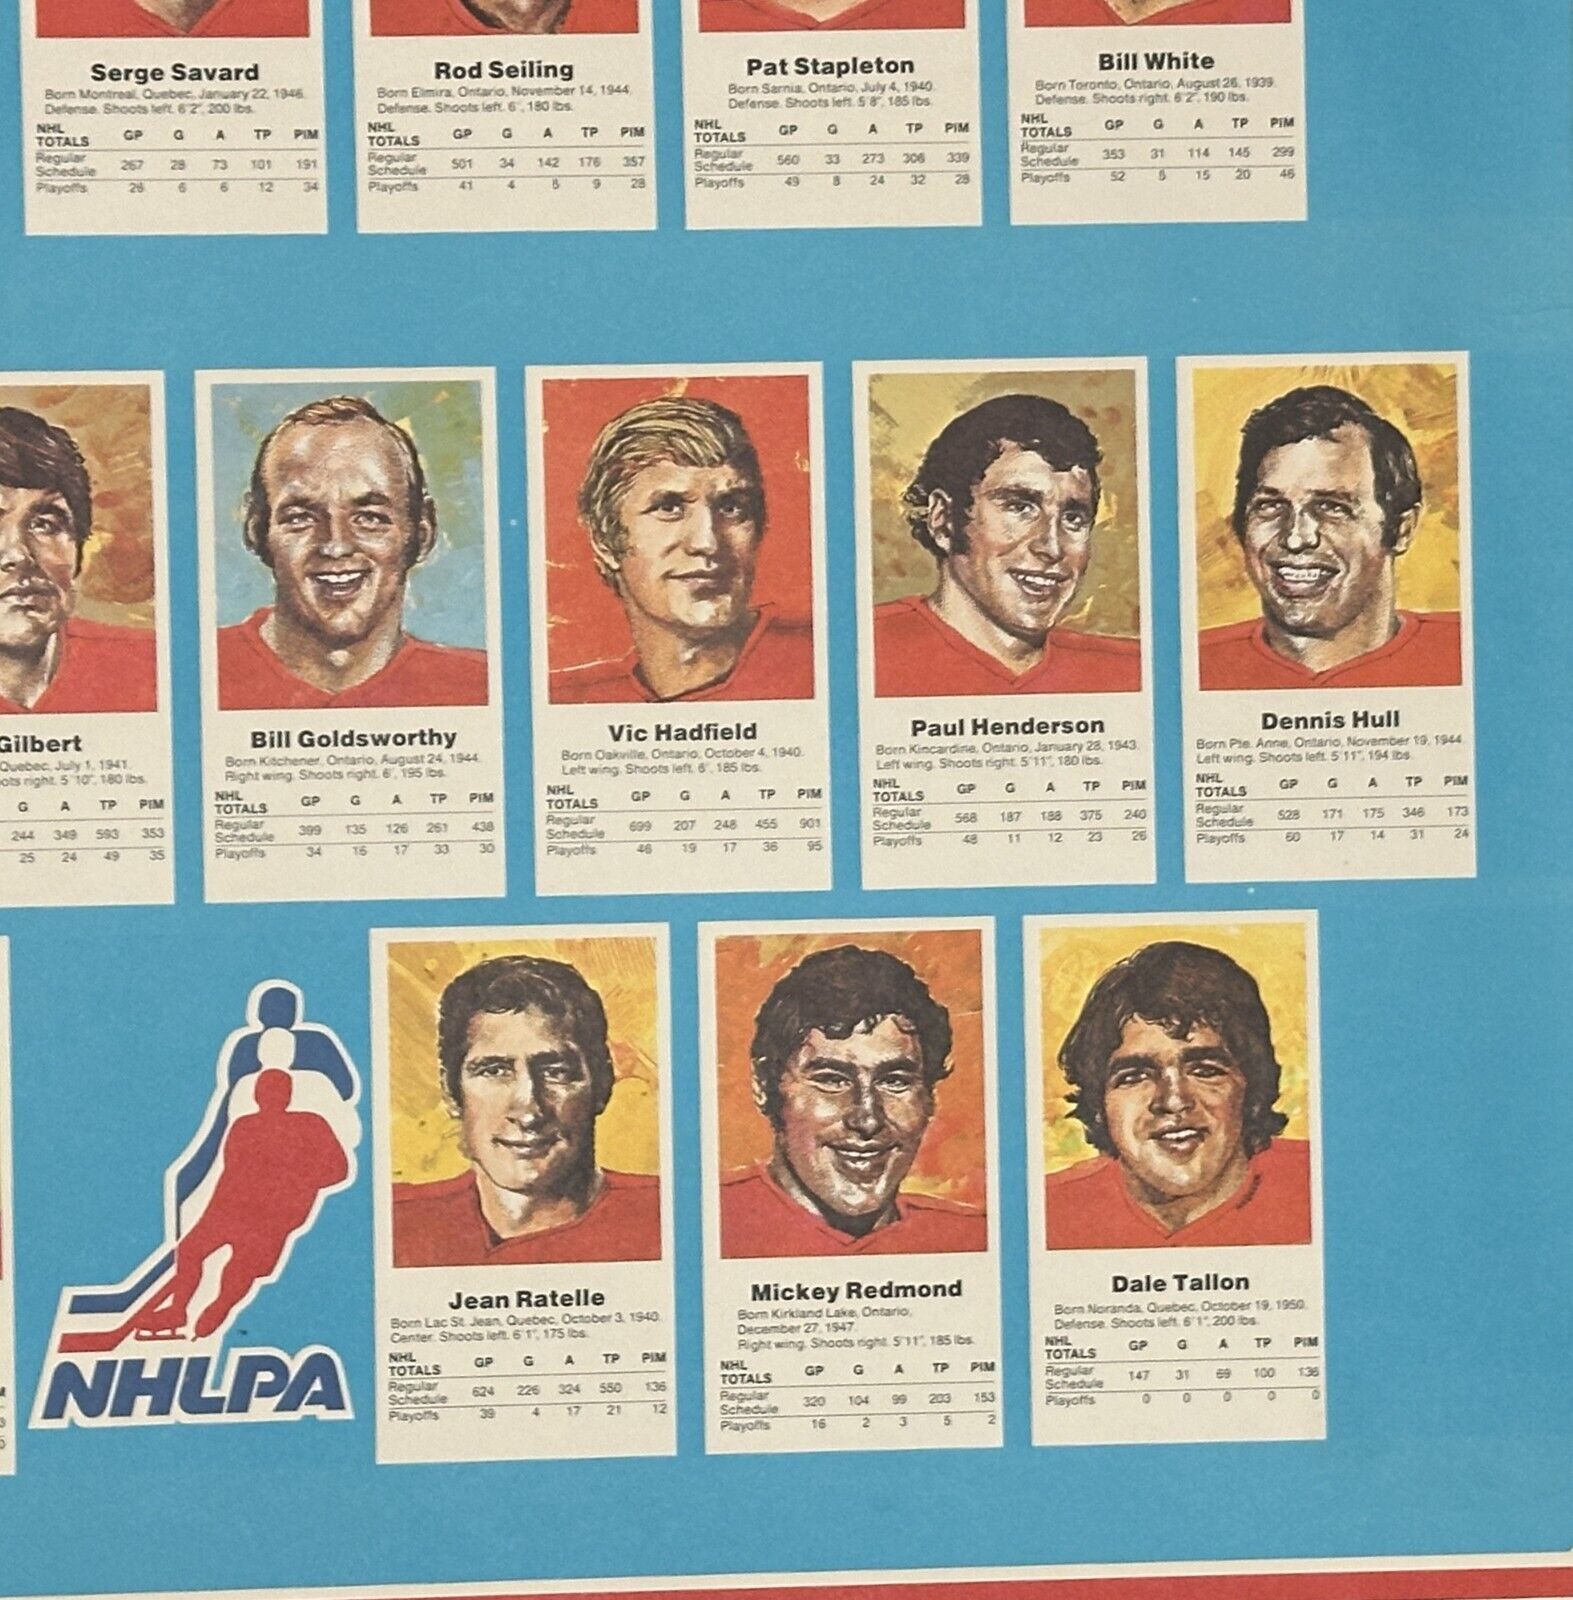 Serge Savard
Born Montreal, Quebec, January 22, 1946.
Defense. Shoots left. 6'2", 200 lbs.
NHL TOTALS GP G A TP PIM
Regular Schedule 267 28 73 101 191
Playoffs 26 6 6 12 34
Rod Seiling
Born Elmira, Ontario, November 14, 1944.
Defense. Shoots left. 6', 180 lbs.
NHL TOTALS GP G A TP PIM
Regular Schedule 501 34 142 176 357
Playoffs 41 4 5 9 28
Pat Stapleton
Born Sarnia, Ontario, July 4, 1940.
Defense. Shoots left. 5'8", 185 lbs.
NHL TOTALS GP G A TP PIM
Regular Schedule 560 33 273 306 339
Playoffs 49 8 24 32 28
Bill White
Born Toronto, Ontario, August 26, 1939.
Defense. Shoots right. 6'2", 190 lbs.
NHL TOTALS GP G A TP PIM
Regular Schedule 353 31 114 145 299
Playoffs 52 5 15 20 46
Gilbert
Quebec, July 1, 1941.
right. 5'10", 180 lbs.
G A TP PIM
244 349 593 353
25 24 49 35
Bill Goldsworthy
Born Kitchener, Ontario, August 24, 1944.
Right wing. Shoots right. 6', 195 lbs.
NHL TOTALS GP G A TP PIM
Regular Schedule 399 135 126 261 438
Playoffs 34 16 17 33 30
Vic Hadfield
Born Oakville, Ontario, October 4, 1940.
Left wing. Shoots left. 6', 185 lbs.
NHL TOTALS GP G A TP PIM
Regular Schedule 699 207 248 455 901
Playoffs 46 19 17 36 95
Paul Henderson
Born Kincardine, Ontario, January 28, 1943.
Left wing. Shoots right. 5'11", 180 lbs.
NHL TOTALS GP G A TP PIM
Regular Schedule 568 187 188 375 240
Playoffs 48 11 12 23 26
Dennis Hull
Born Pte. Anne, Ontario, November 19, 1944.
Left wing. Shoots left. 5'11", 194 lbs.
NHL TOTALS GP G A TP PIM
Regular Schedule 528 171 175 346 173
Playoffs 60 17 14 31 24
NHLPA
Jean Ratelle
Born Lac St. Jean, Quebec, October 3, 1940.
Center. Shoots left. 6'1", 175 lbs.
NHL TOTALS GP G A TP PIM
Regular Schedule 624 226 324 550 136
Playoffs 39 4 17 21 12
Mickey Redmond
Born Kirkland Lake, Ontario,
December 27, 1947.
Right wing. Shoots right. 5'11", 185 lbs.
NHL TOTALS GP G A TP PIM
Regular Schedule 320 104 99 203 153
Playoffs 16 2 3 5 2
Dale Tallon
Born Noranda, Quebec, October 19, 1950.
Defense. Shoots left. 6'1", 200 lbs.
NHL TOTALS GP G A TP PIM
Regular Schedule 147 31 69 100 136
Playoffs 0 0 0 0 0